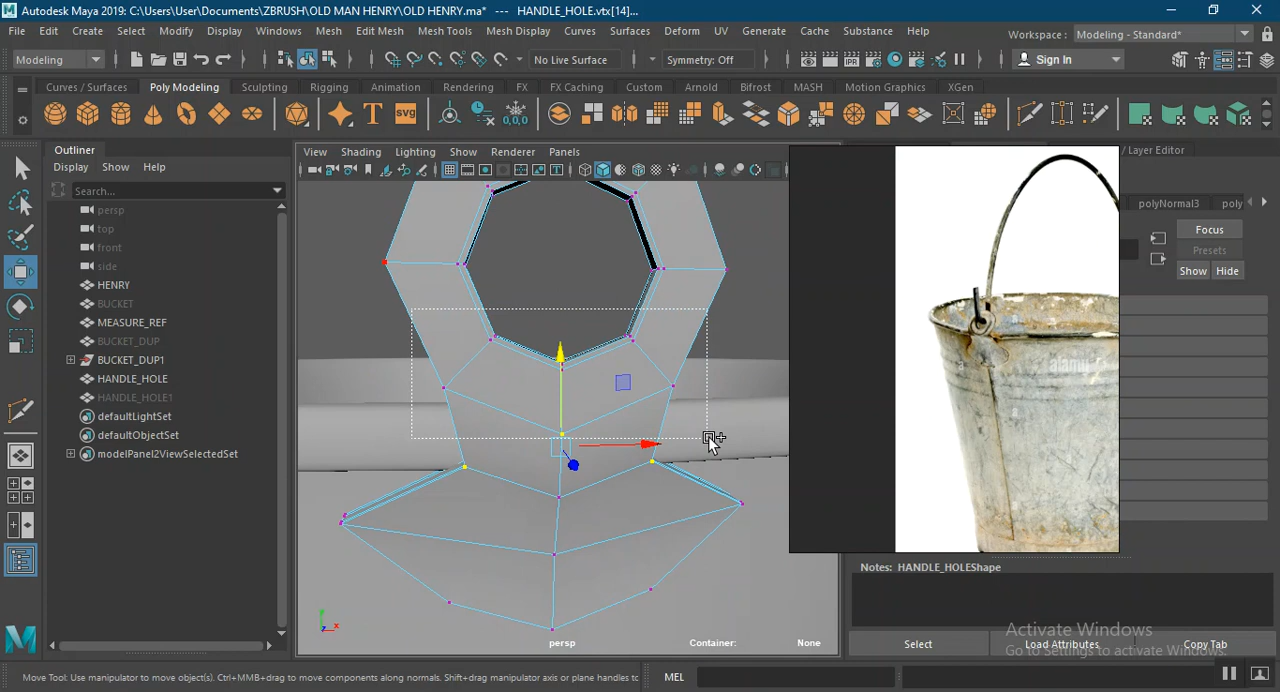 Autodesk Maya 2019: C:\Users\User\Documents\ZBRUSH\OLD MAN HENRY\OLD HENRY.ma* --- HANDLE_HOLE.vtx[14]...
File Edit Create Select Modify Display Windows Mesh Edit Mesh Mesh Tools Mesh Display Curves Surfaces Deform UV Generate Cache Substance Help Workspace : Modeling - Standard*
Modeling No Live Surface Symmetry: Off Sign In
Curves / Surfaces Poly Modeling Sculpting Rigging Animation Rendering FX FX Caching Custom Arnold Bifrost MASH Motion Graphics XGen
SVG 0,0,0
Outliner
Display Show Help
Search...
persp
top
front
side
HENRY
BUCKET
MEASURE_REF
BUCKET_DUP
BUCKET_DUP1
HANDLE_HOLE
HANDLE_HOLE1
defaultLightSet
defaultObjectSet
modelPanel2ViewSelectedSet
View Shading Lighting Show Renderer Panels
persp Container: None
/ Layer Editor
polyNormal3 poly
Focus
Presets
Show Hide
alamy
Notes: HANDLE_HOLEShape
Activate Windows
Go to Settings to activate Windows.
Select Load Attributes Copy Tab
Move Tool: Use manipulator to move object(s). Ctrl+MMB+drag to move components along normals. Shift+drag manipulator axis or plane handles to MEL